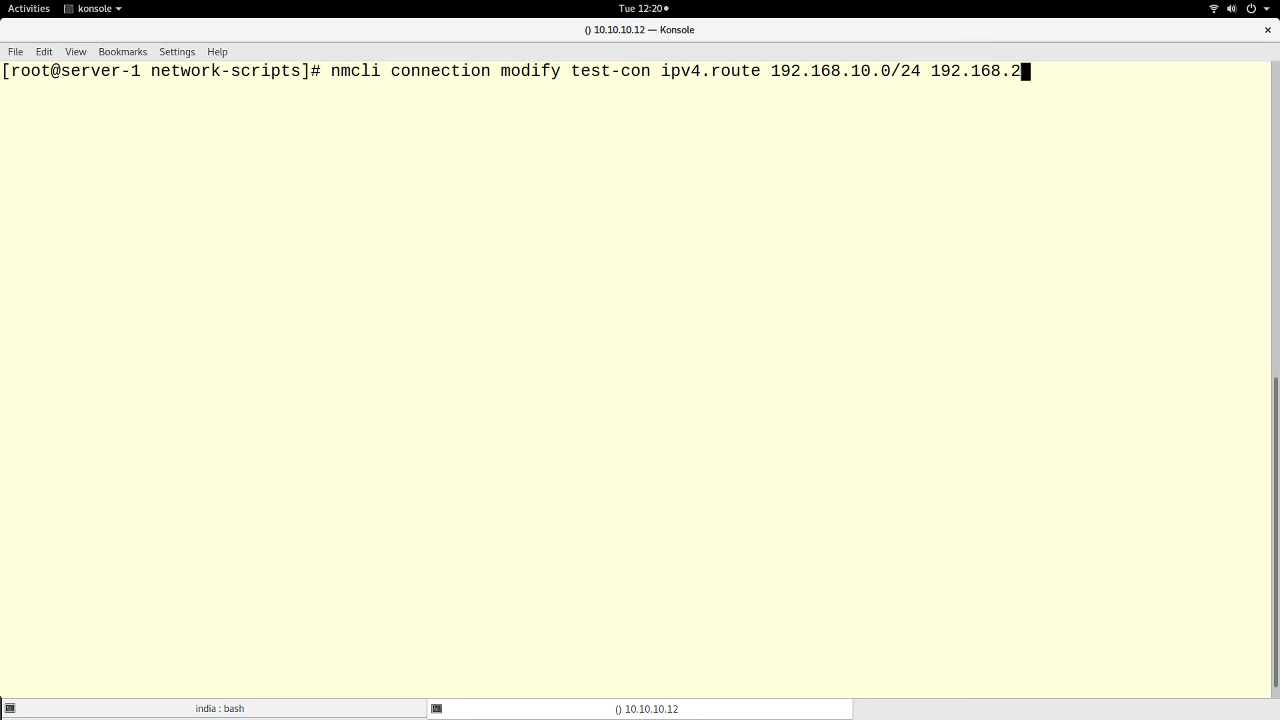 Activities konsole Tue 12:20
() 10.10.10.12 — Konsole
File Edit View Bookmarks Settings Help
[root@server-1 network-scripts]# nmcli connection modify test-con ipv4.route 192.168.10.0/24 192.168.2
india : bash () 10.10.10.12